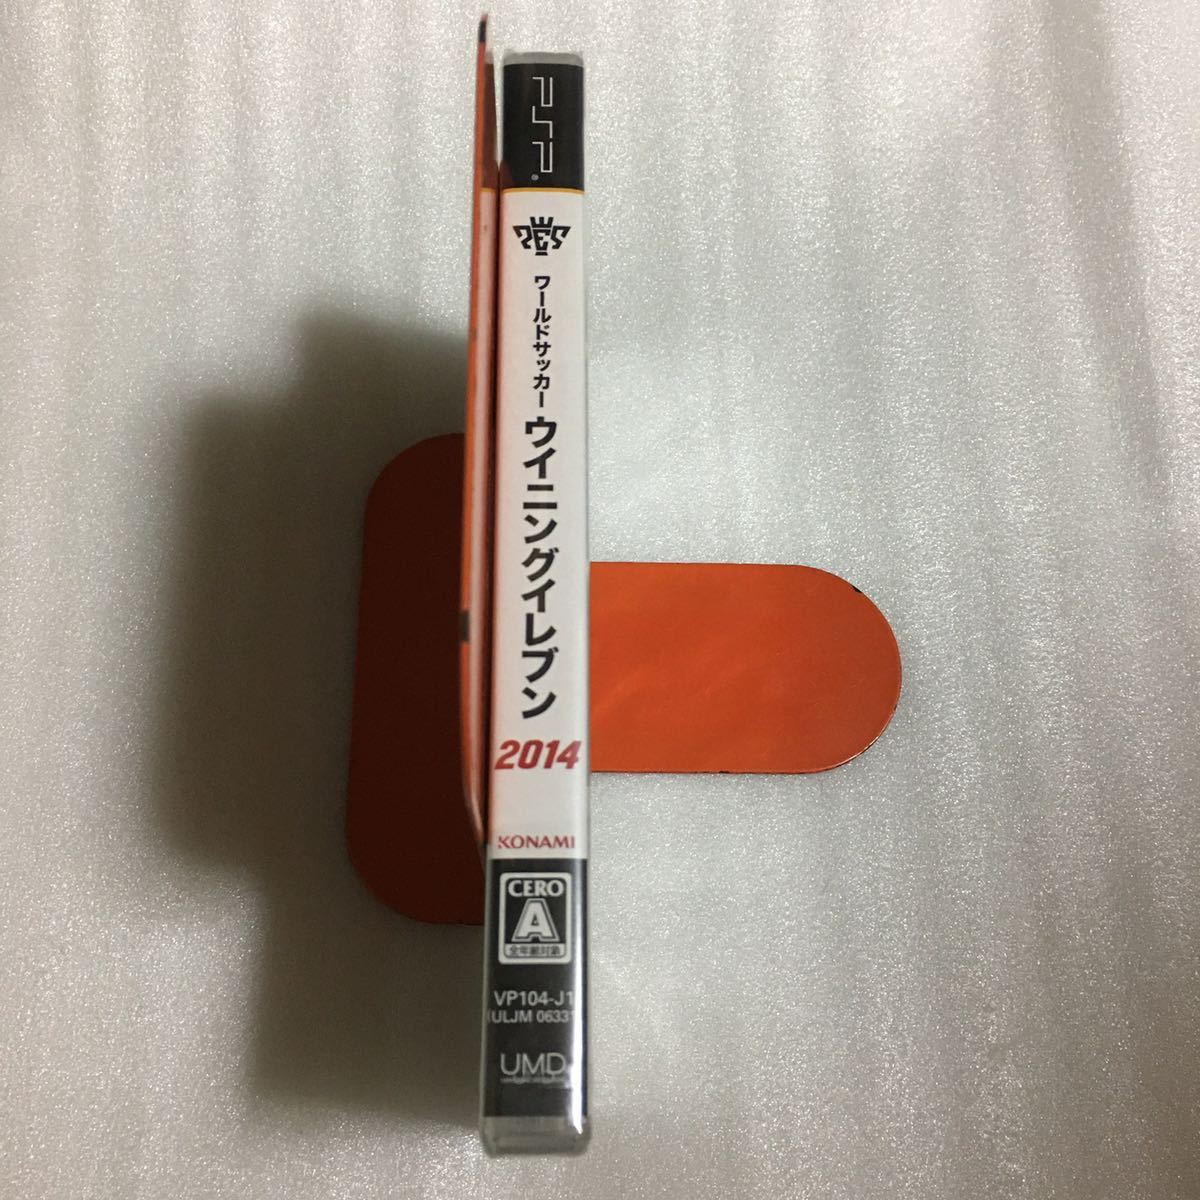 PSP®
PES
ワールドサッカー
ウイニングイレブン
2014
KONAMI
CERO
A
全年齢対象
VP104-J1
ULJM 06331
UMD